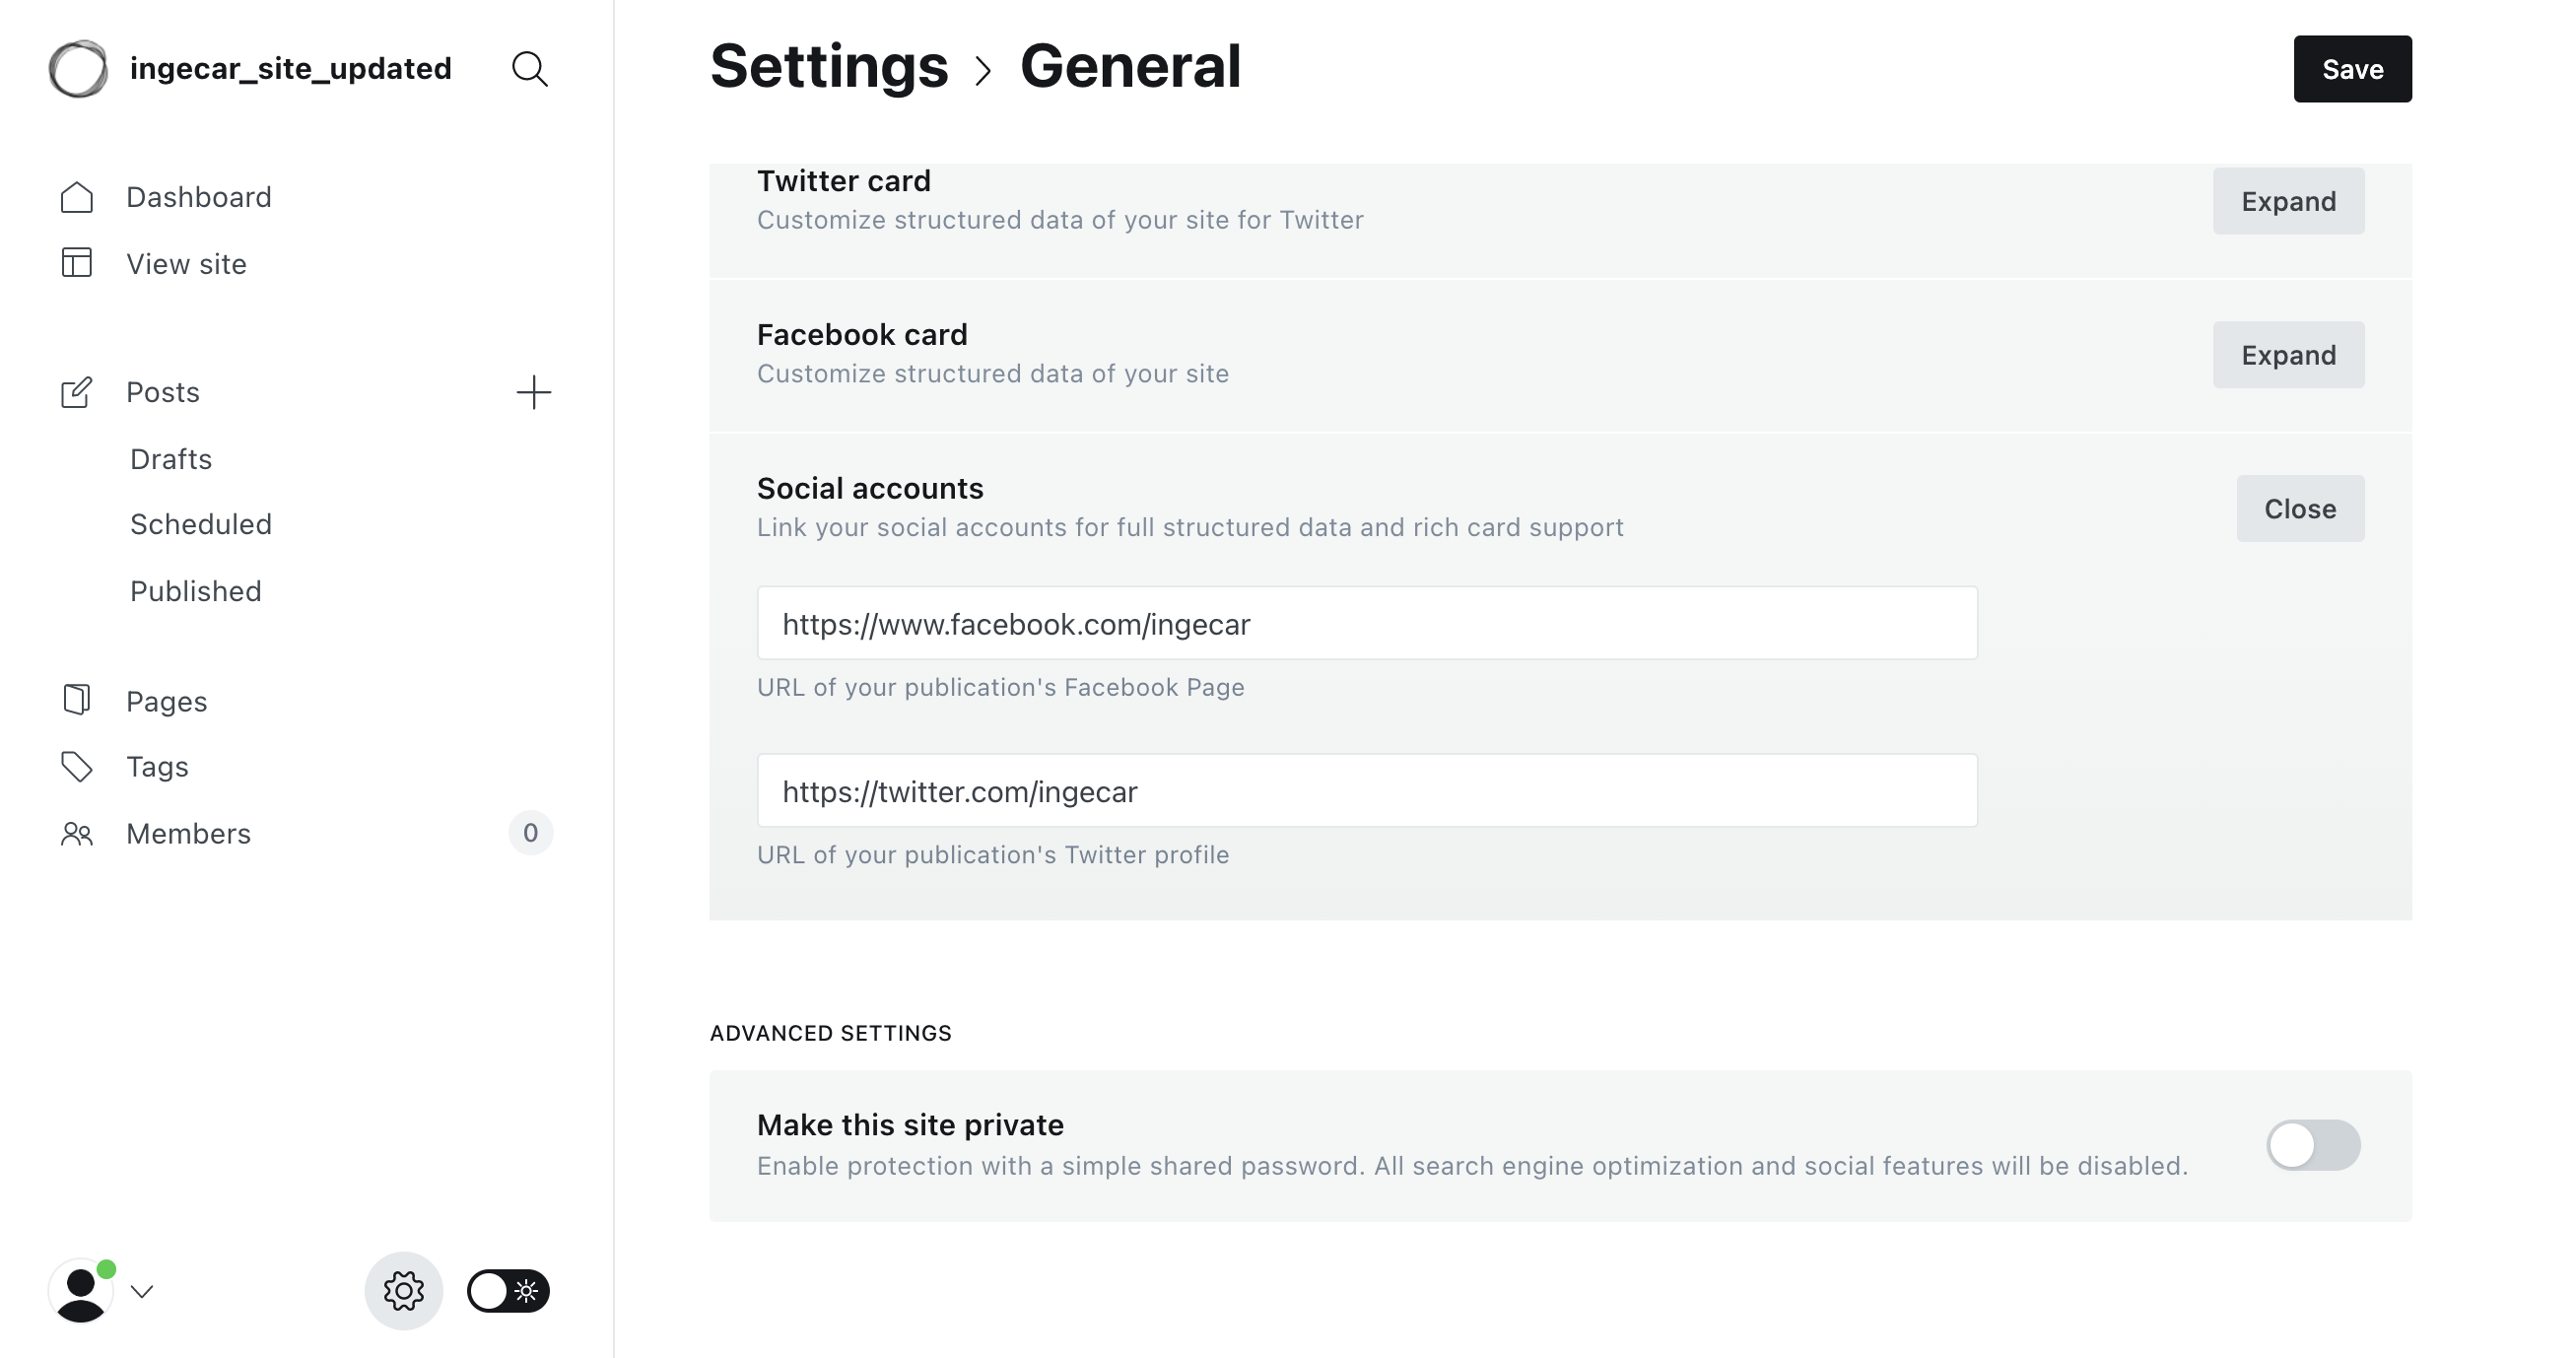 ingecar_site_updated
Dashboard
View site
Posts
Drafts
Scheduled
Published
Pages
Tags
Members
0
Settings > General
Save
Twitter card
Customize structured data of your site for Twitter
Expand
Facebook card
Customize structured data of your site
Expand
Social accounts
Link your social accounts for full structured data and rich card support
Close
https://www.facebook.com/ingecar
URL of your publication's Facebook Page
https://twitter.com/ingecar
URL of your publication's Twitter profile
ADVANCED SETTINGS
Make this site private
Enable protection with a simple shared password. All search engine optimization and social features will be disabled.